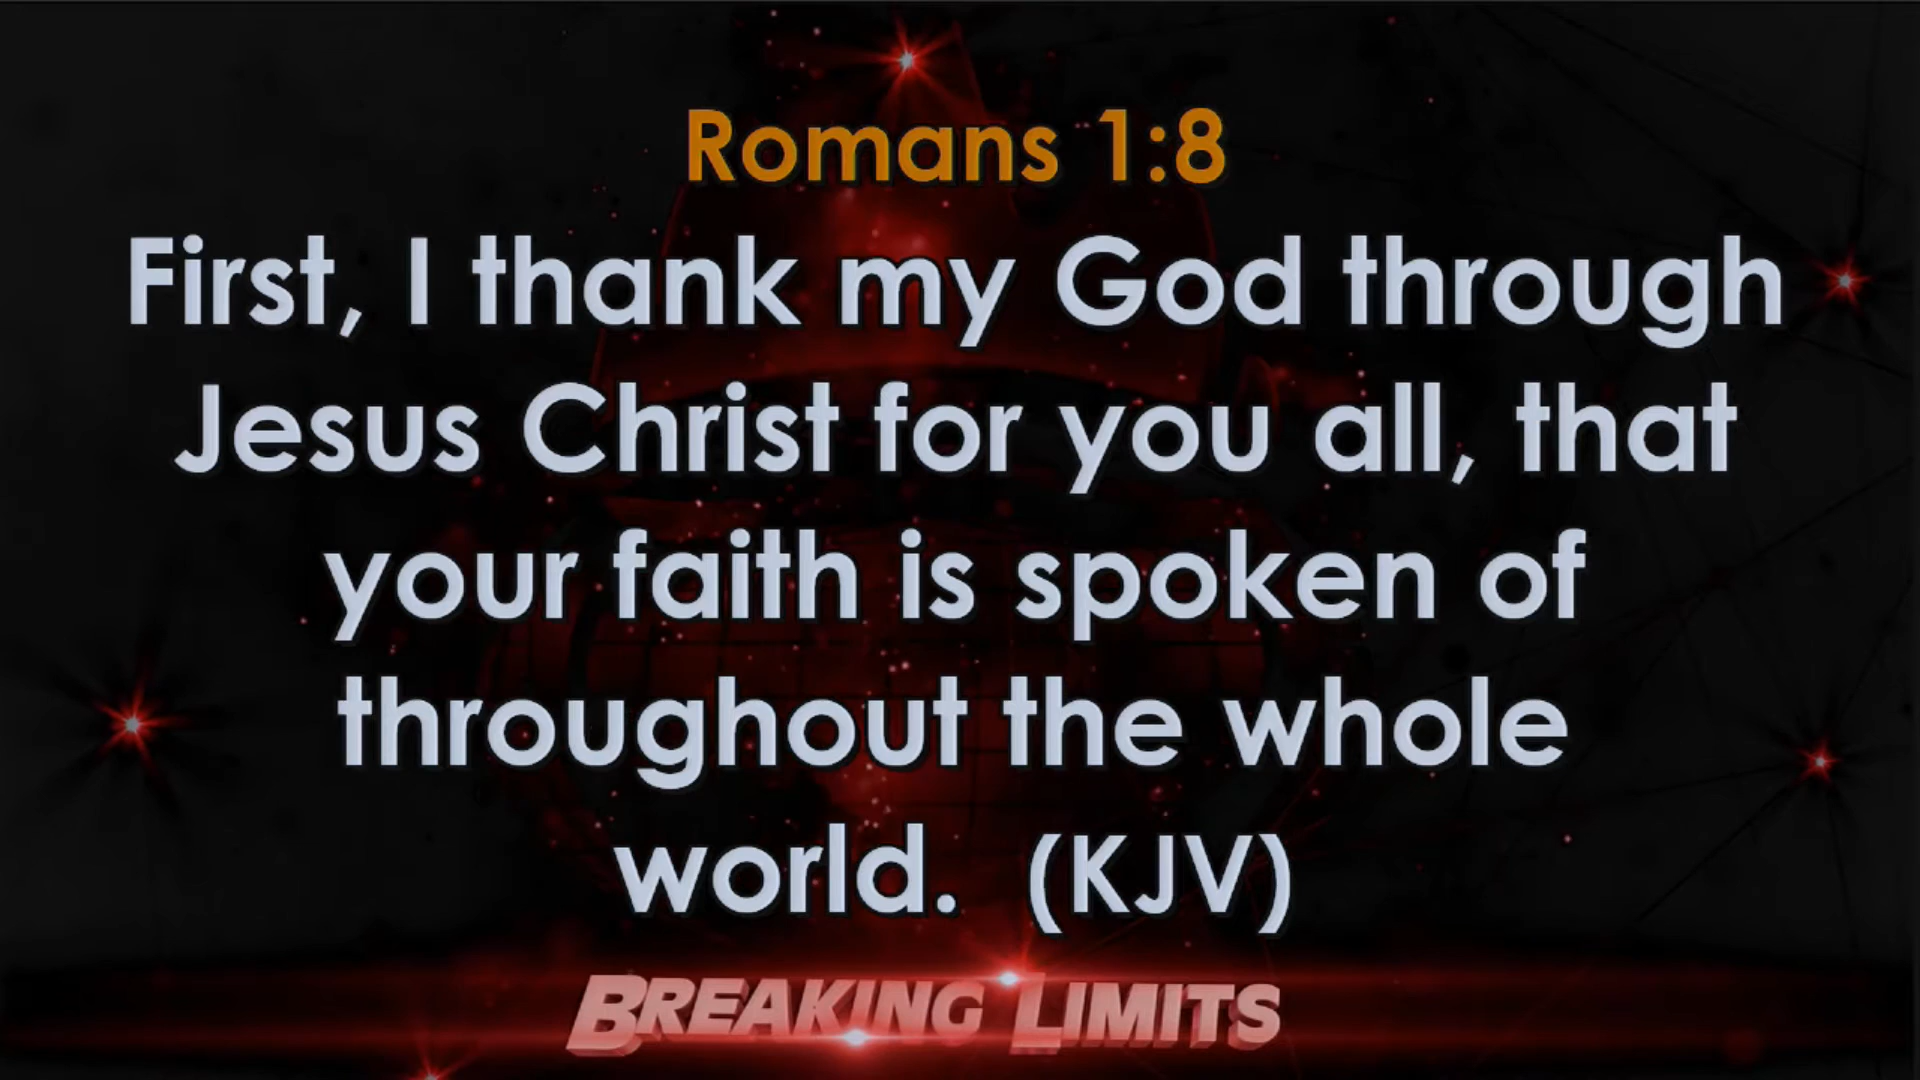 Romans 1:8
First, I thank my God through
Jesus Christ for you all, that
your faith is spoken of
throughout the whole
world.  (KJV)
BREAKING LIMITS